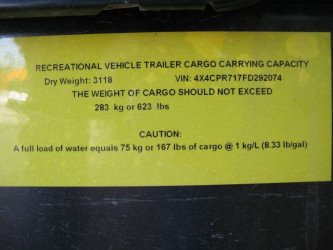 RECREATIONAL VEHICLE TRAILER CARGO CARRYING CAPACITY
Dry Weight: 3118 VIN: 4X4CPR717FD292074
THE WEIGHT OF CARGO SHOULD NOT EXCEED
283 kg or 623 lbs
CAUTION:
A full load of water equals 75 kg or 167 lbs of cargo @ 1 kg/L (8.33 lb/gal)